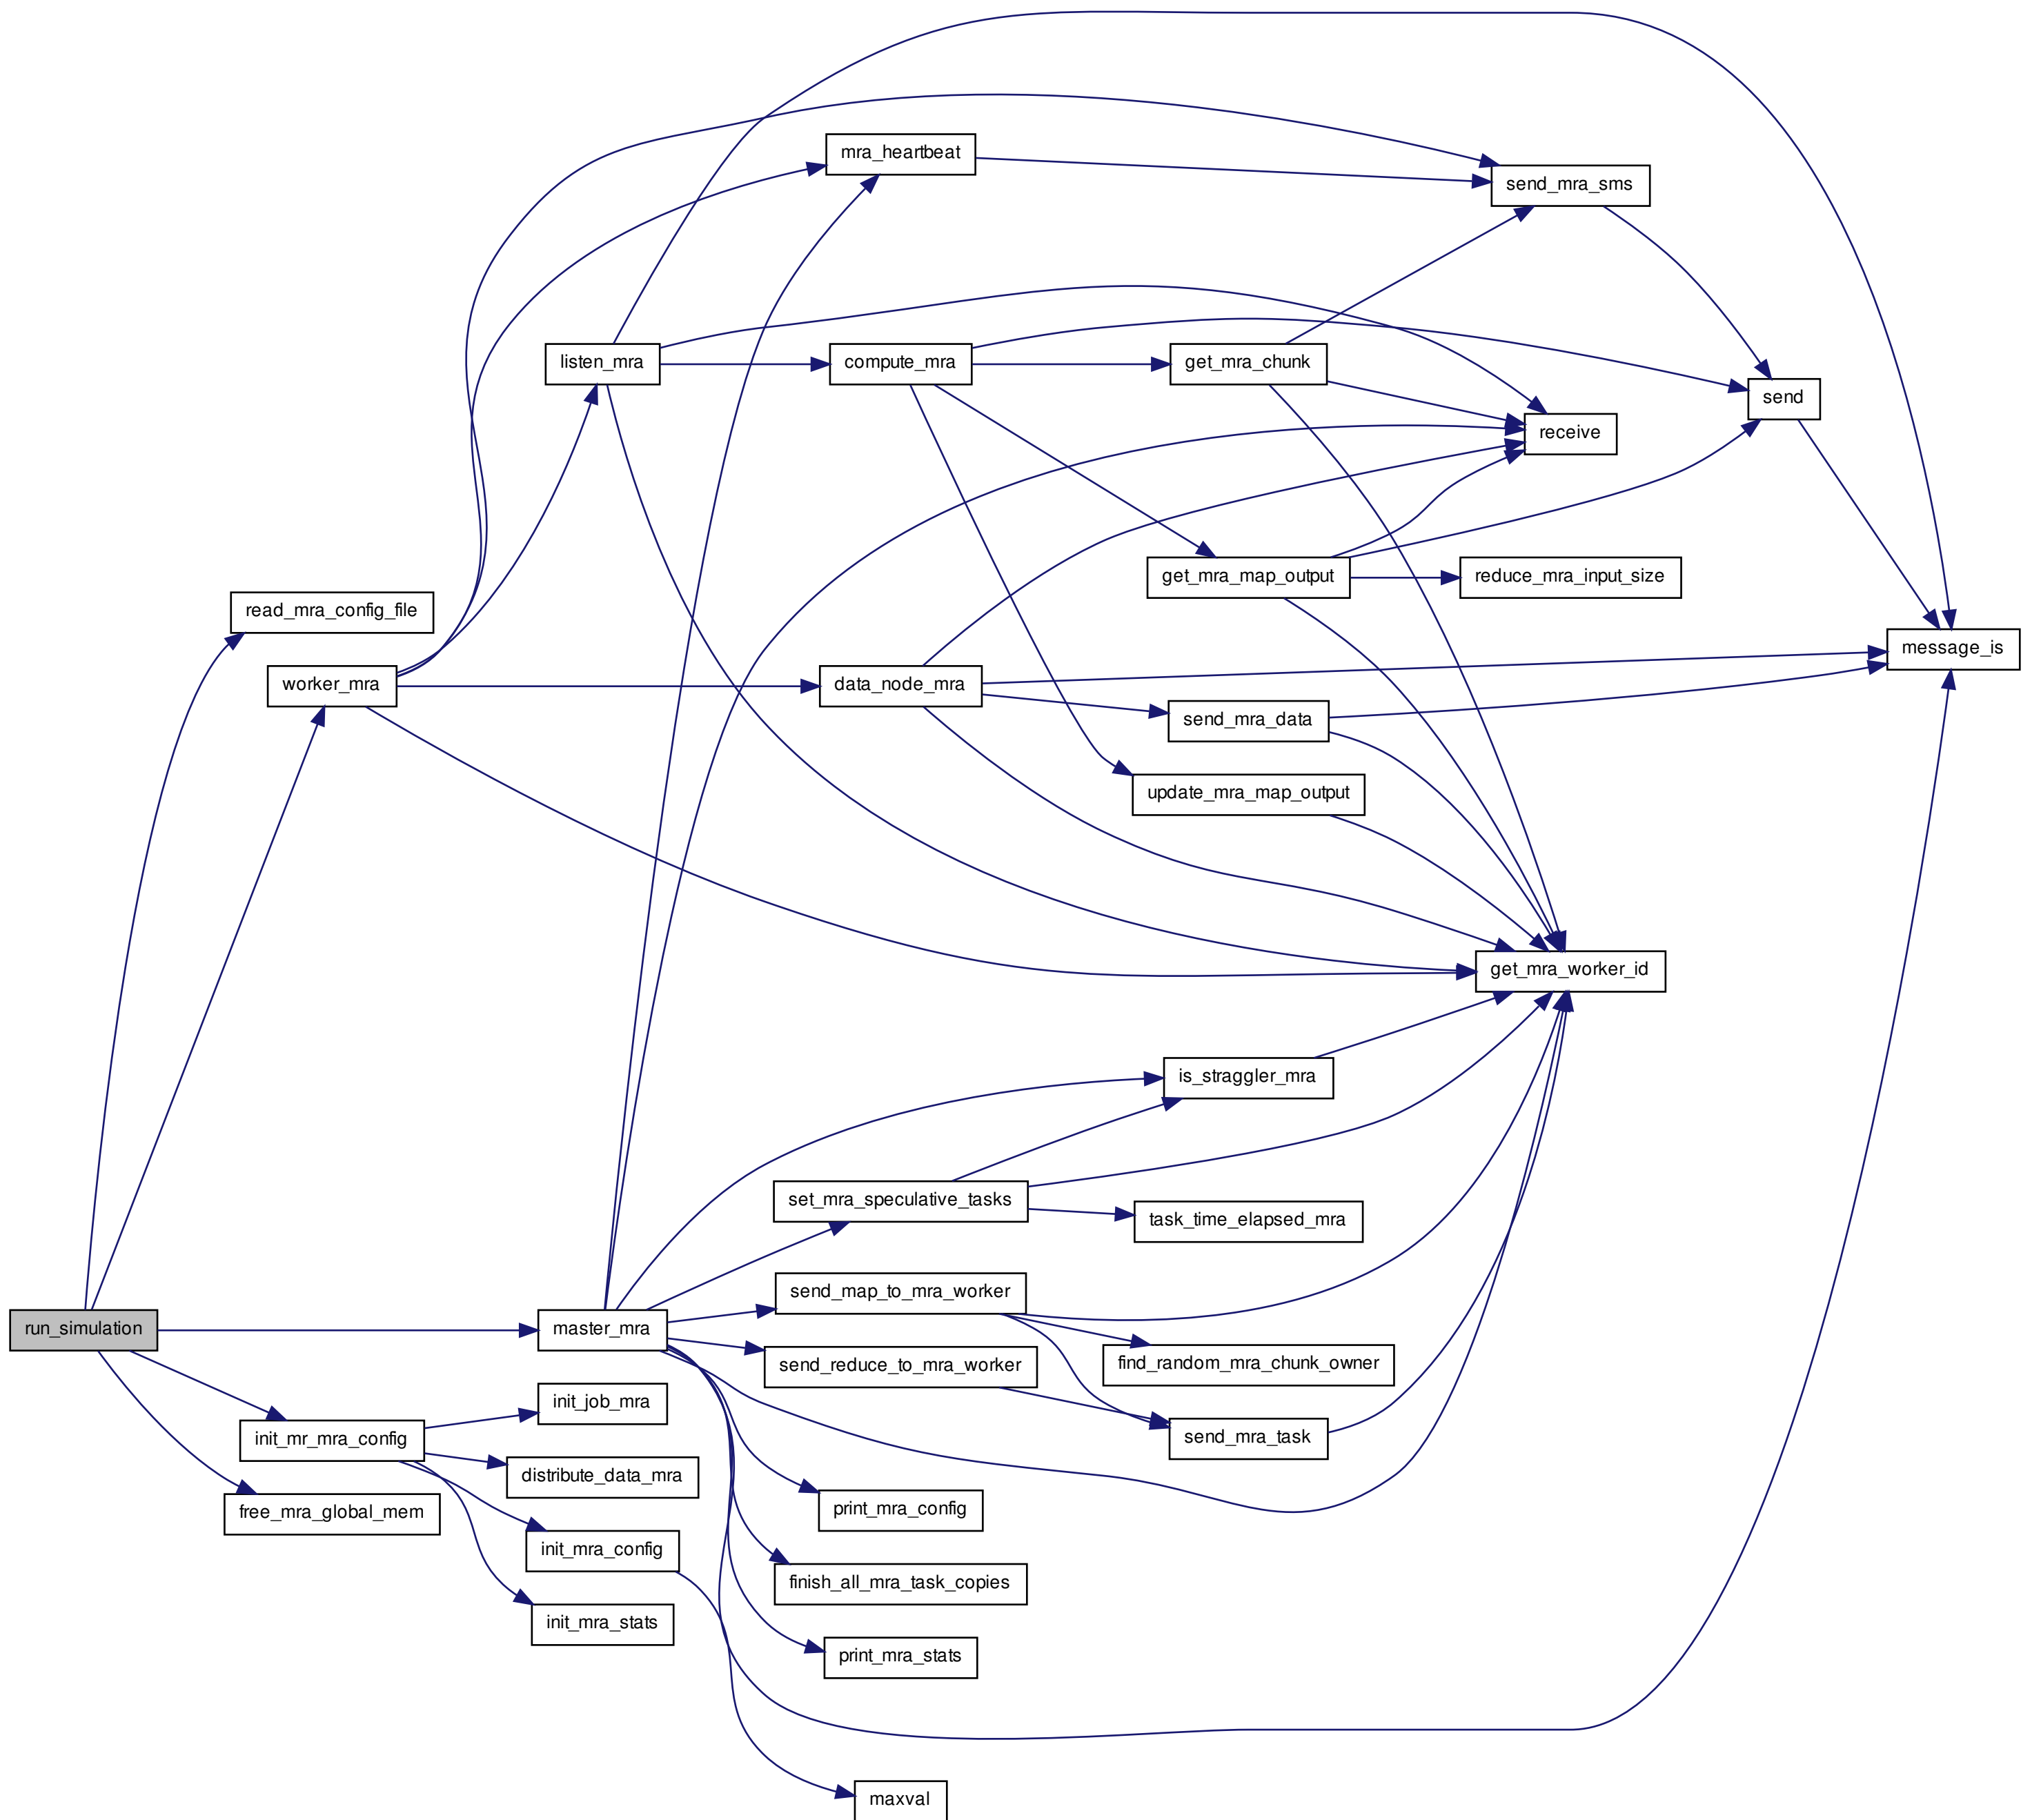 mra_heartbeat
send_mra_sms
listen_mra
compute_mra
get_mra_chunk
send
receive
get_mra_map_output
reduce_mra_input_size
read_mra_config_file
message_is
worker_mra
data_node_mra
send_mra_data
update_mra_map_output
get_mra_worker_id
is_straggler_mra
set_mra_speculative_tasks
task_time_elapsed_mra
send_map_to_mra_worker
run_simulation
master_mra
find_random_mra_chunk_owner
send_reduce_to_mra_worker
init_job_mra
init_mr_mra_config
send_mra_task
distribute_data_mra
free_mra_global_mem
print_mra_config
init_mra_config
finish_all_mra_task_copies
init_mra_stats
print_mra_stats
maxval